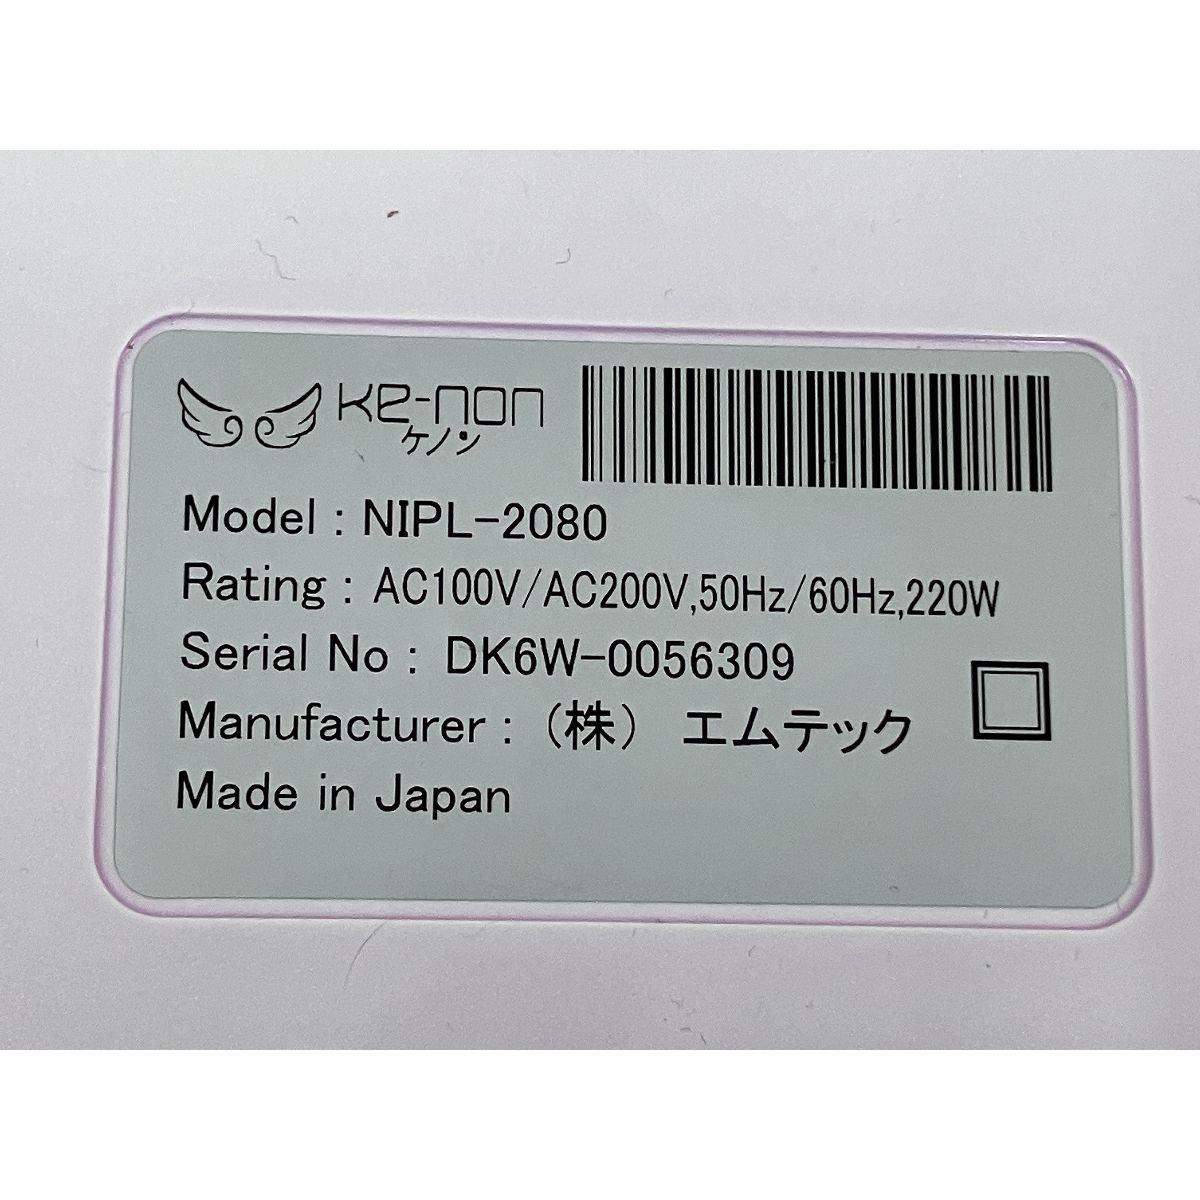 ke-non
ケノン
Model : NIPL-2080
Rating : AC100V/AC200V,50Hz/60Hz,220W
Serial No : DK6W-0056309
Manufacturer : （株） エムテック
Made in Japan